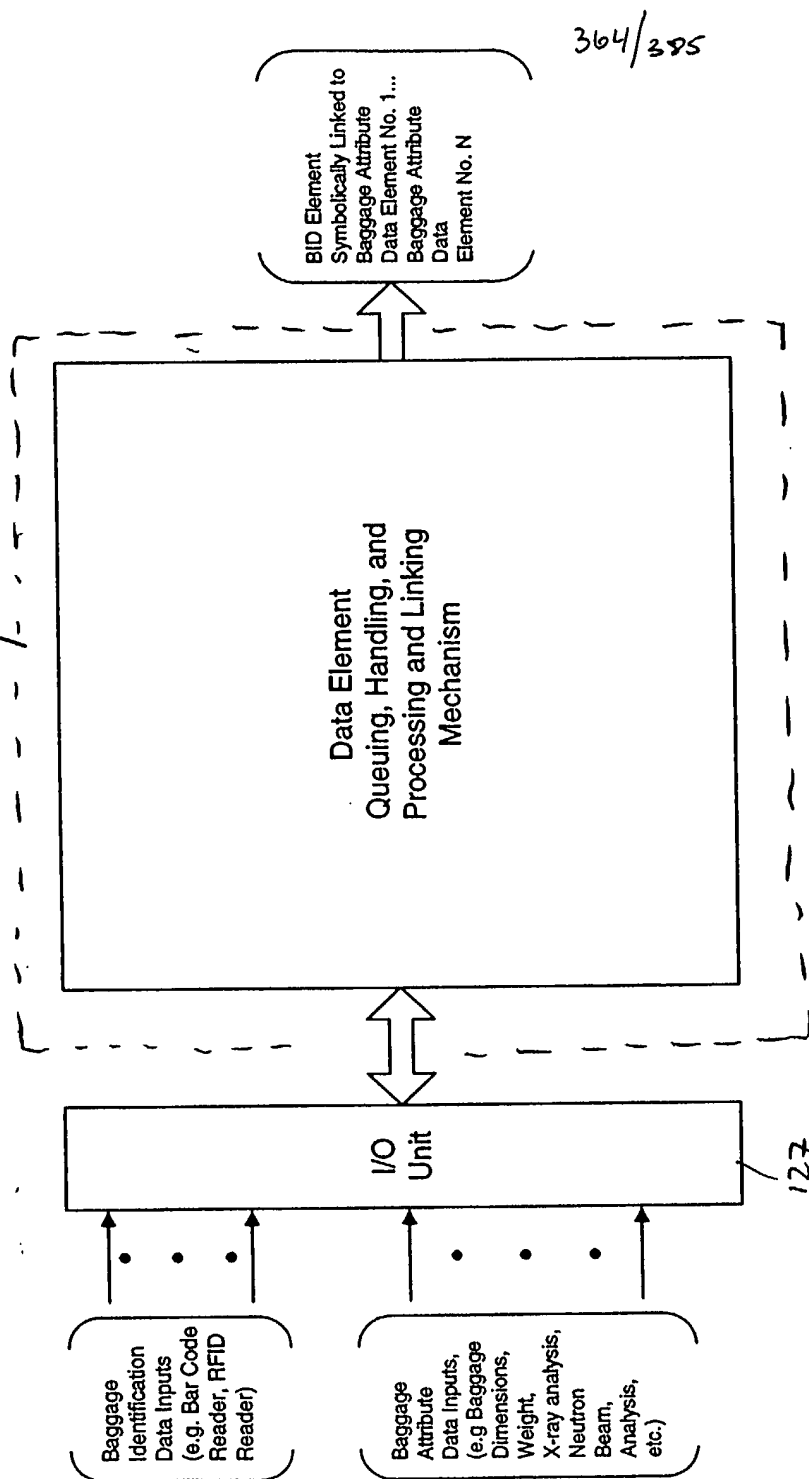 364/385
Baggage
Identification
Data Inputs
(e.g. Bar Code
Reader, RFID
Reader)
Baggage
Attribute
Data Inputs,
(e.g Baggage
Dimensions,
Weight,
X-ray analysis,
Neutron
Beam,
Analysis,
etc.)
I/O
Unit
127
Data Element
Queuing, Handling, and
Processing and Linking
Mechanism
BID Element
Symbolically Linked to
Baggage Attribute
Data Element No. 1...
Baggage Attribute
Data
Element No. N